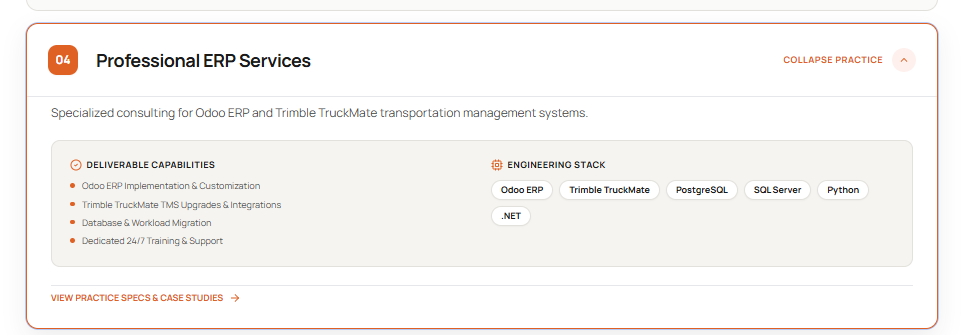 04
Professional ERP Services
COLLAPSE PRACTICE
Specialized consulting for Odoo ERP and Trimble TruckMate transportation management systems.
DELIVERABLE CAPABILITIES
Odoo ERP Implementation & Customization
Trimble TruckMate TMS Upgrades & Integrations
Database & Workload Migration
Dedicated 24/7 Training & Support
ENGINEERING STACK
Odoo ERP
Trimble TruckMate
PostgreSQL
SQL Server
Python
.NET
VIEW PRACTICE SPECS & CASE STUDIES